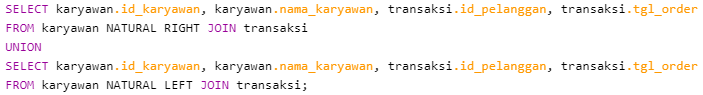 SELECT karyawan.id_karyawan, karyawan.nama_karyawan, transaksi.id_pelanggan, transaksi.tgl_order
FROM karyawan NATURAL RIGHT JOIN transaksi
UNION
SELECT karyawan.id_karyawan, karyawan.nama_karyawan, transaksi.id_pelanggan, transaksi.tgl_order
FROM karyawan NATURAL LEFT JOIN transaksi;